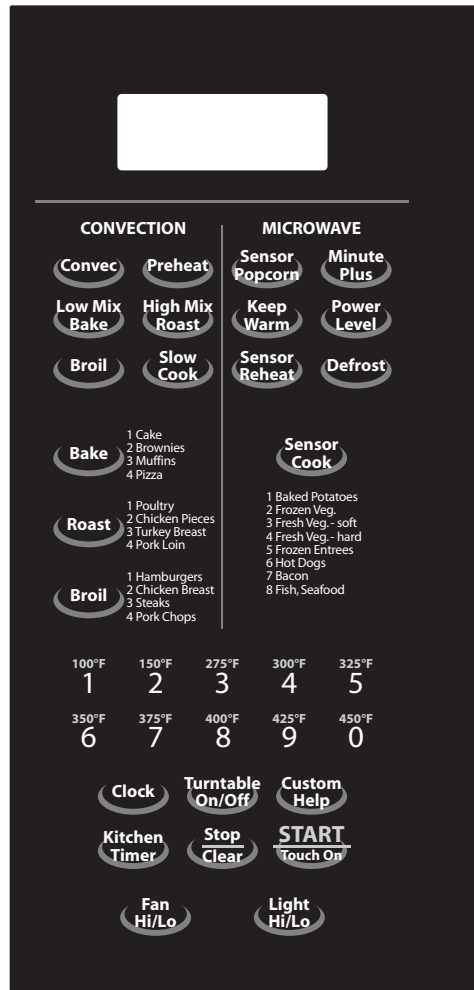 CONVECTION
MICROWAVE
Convec
Preheat
Sensor
Popcorn
Minute
Plus
Low Mix
Bake
High Mix
Roast
Keep
Warm
Power
Level
Broil
Slow
Cook
Sensor
Reheat
Defrost
Bake
1 Cake
2 Brownies
3 Muffins
4 Pizza
Roast
1 Poultry
2 Chicken Pieces
3 Turkey Breast
4 Pork Loin
Broil
1 Hamburgers
2 Chicken Breast
3 Steaks
4 Pork Chops
Sensor
Cook
1 Baked Potatoes
2 Frozen Veg.
3 Fresh Veg. - soft
4 Fresh Veg. - hard
5 Frozen Entrees
6 Hot Dogs
7 Bacon
8 Fish, Seafood
100°F 150°F 275°F 300°F 325°F
1 2 3 4 5
350°F 375°F 400°F 425°F 450°F
6 7 8 9 0
Clock
Turntable
On/Off
Custom
Help
Kitchen
Timer
Stop
Clear
START
Touch On
Fan
Hi/Lo
Light
Hi/Lo